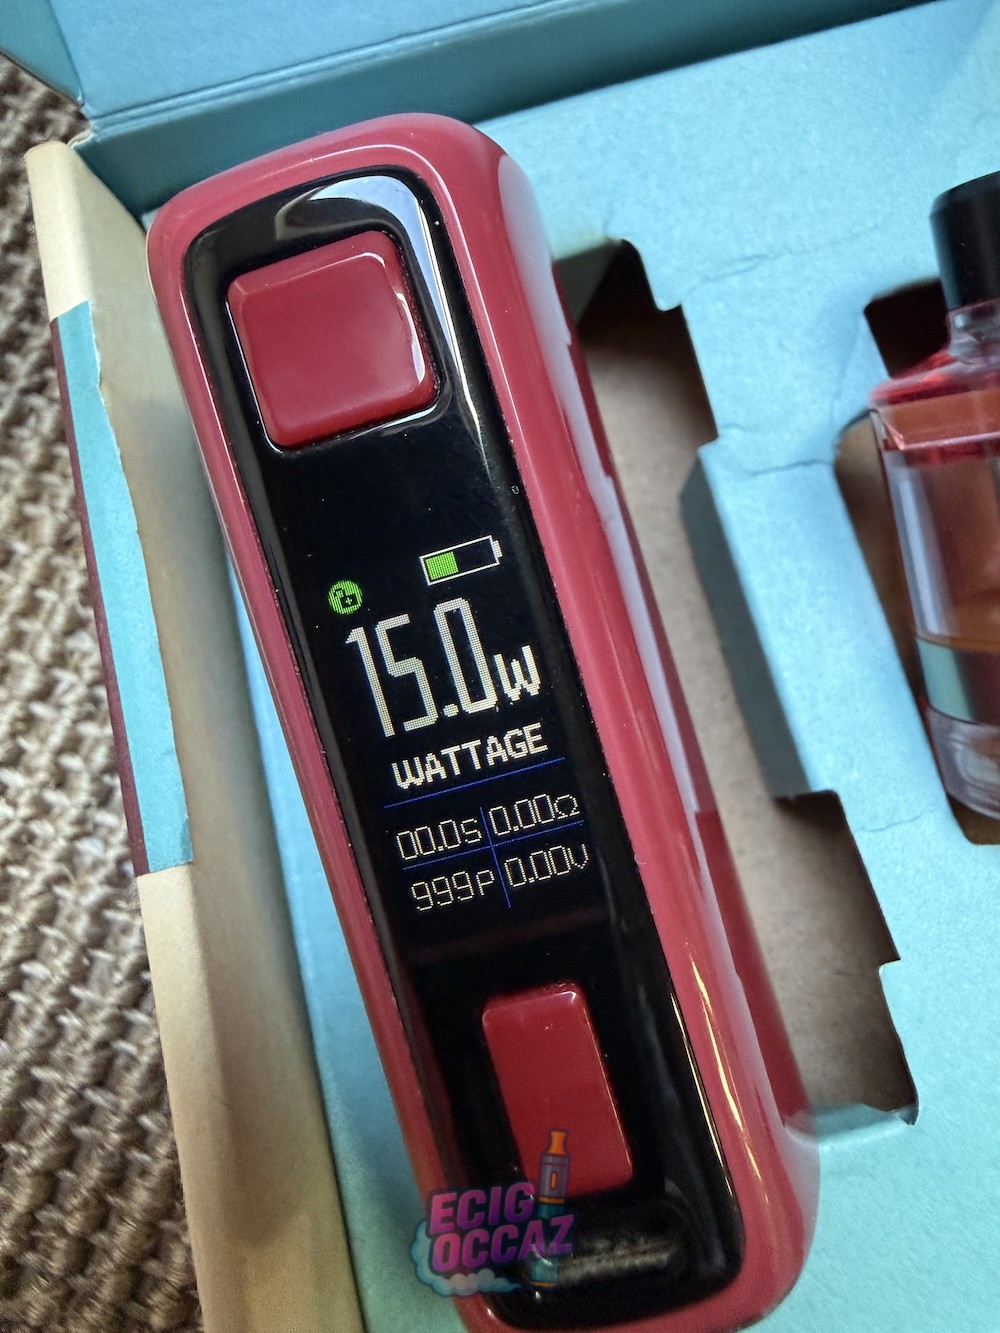 15.0W
WATTAGE
00.0s 0.00Ω
999P 0.00V
ECIG
OCCAZ